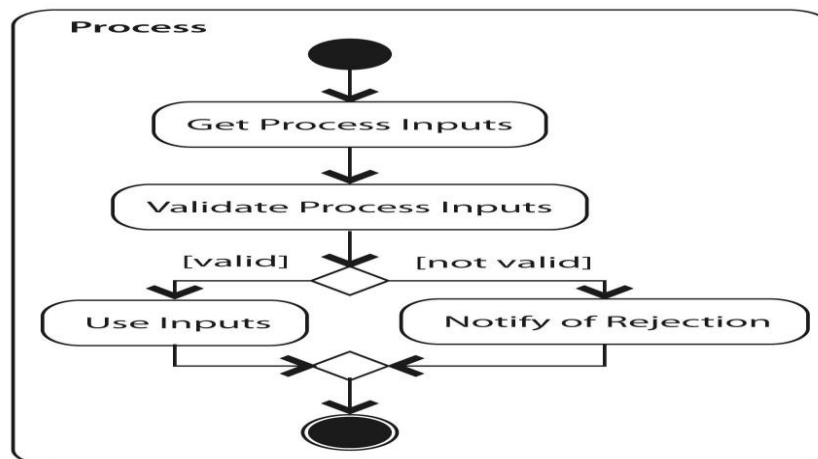 Process
Get Process Inputs
Validate Process Inputs
[valid]
[not valid]
Use Inputs
Notify of Rejection